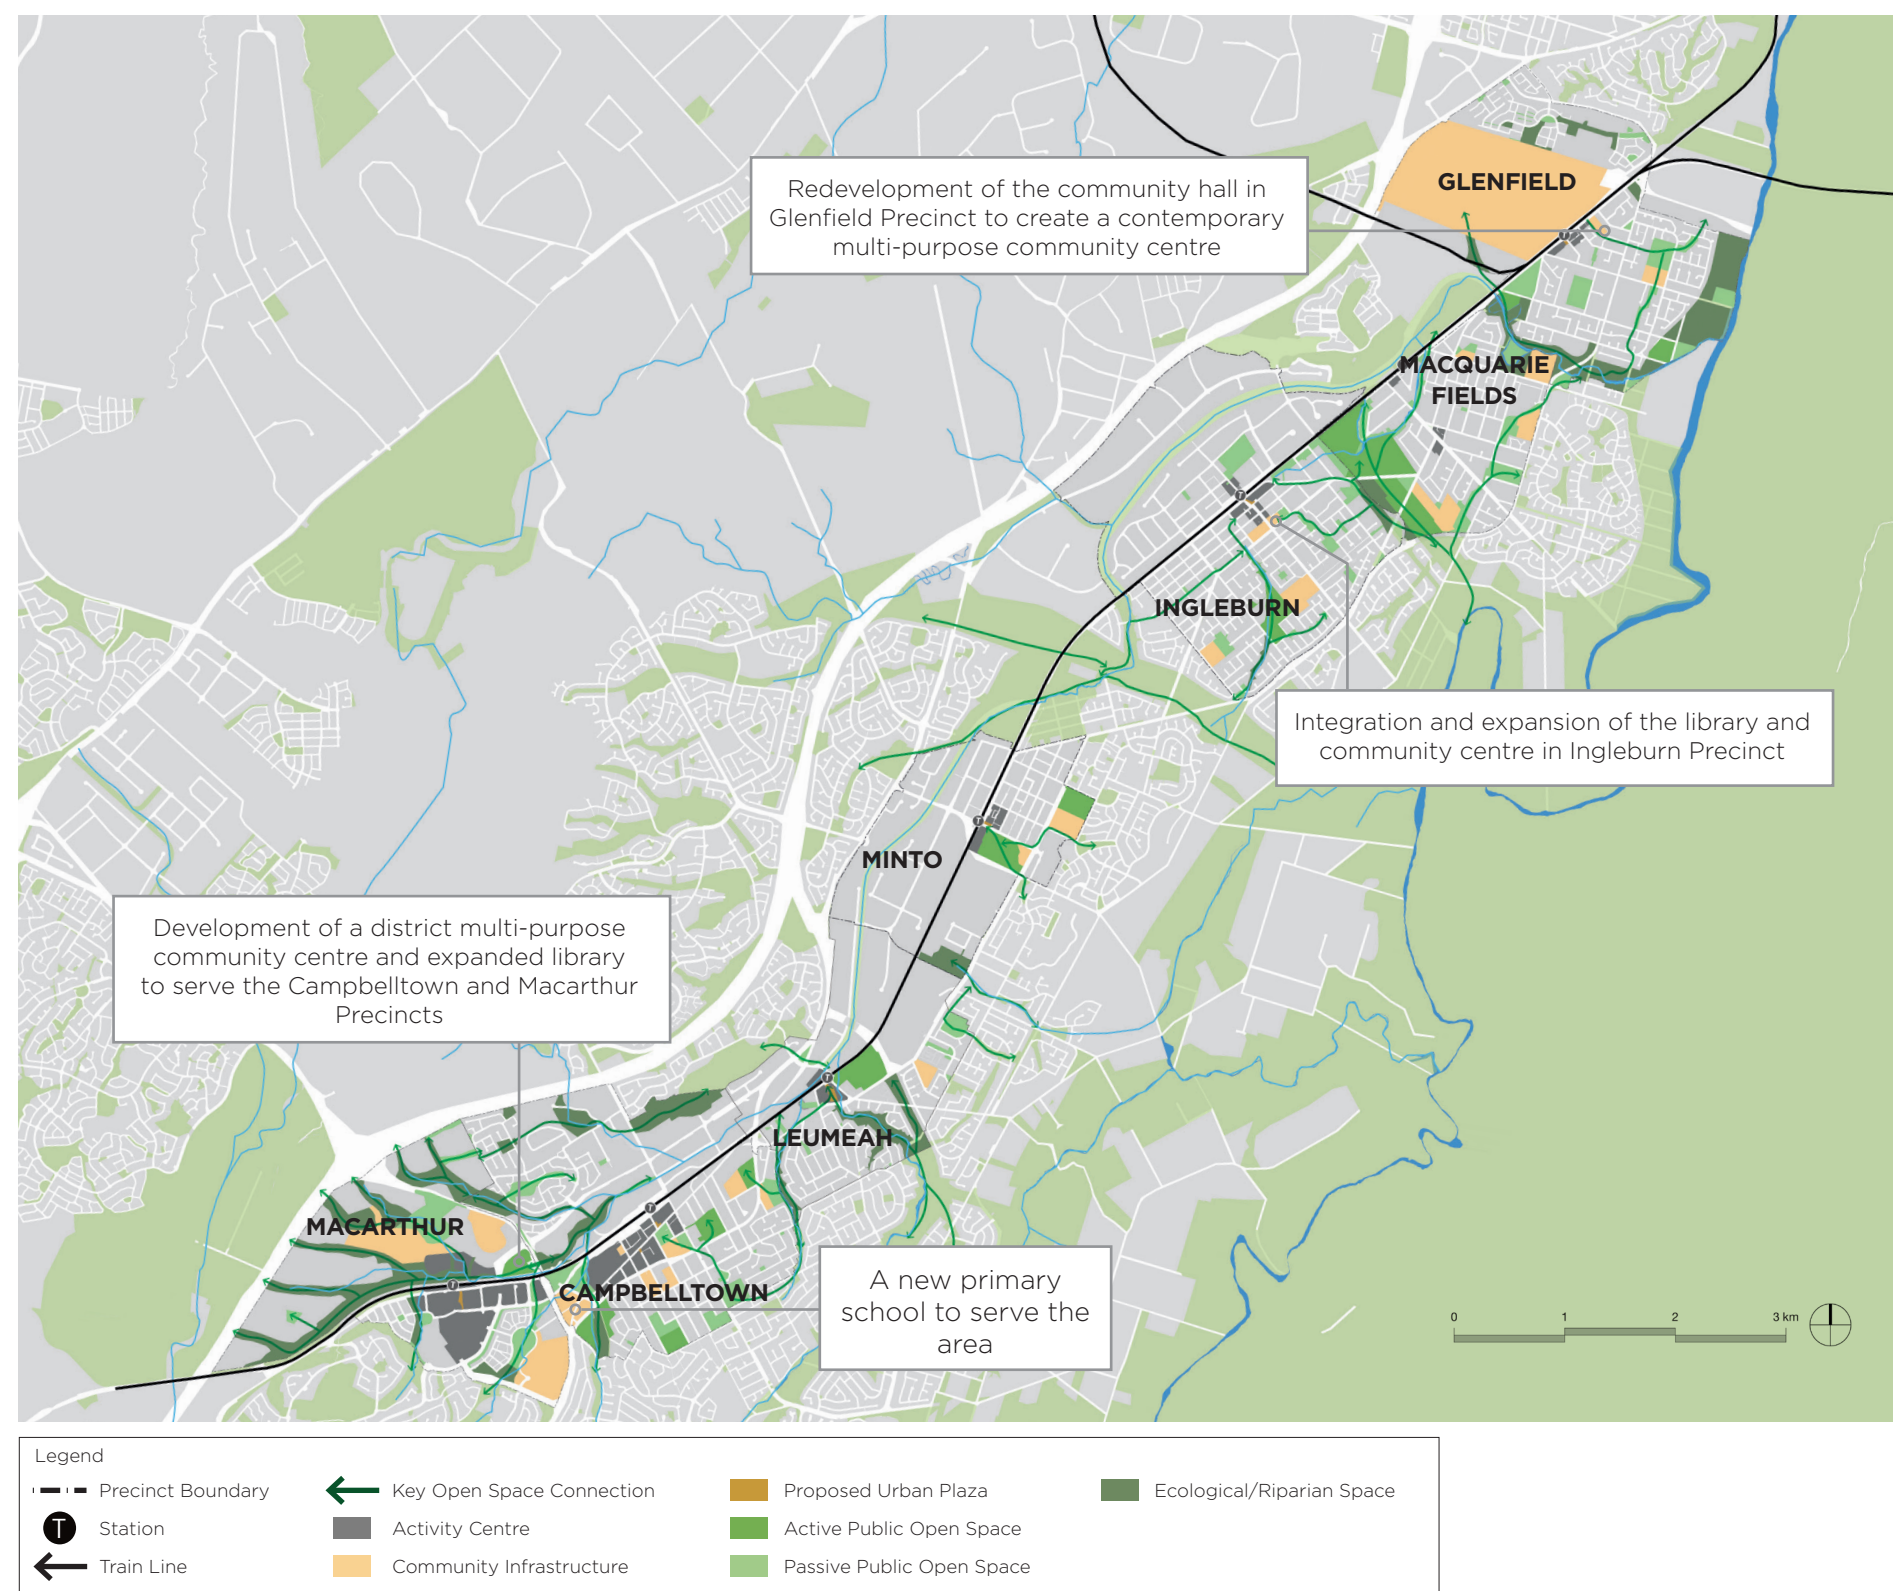 GLENFIELD
Redevelopment of the community hall in
Glenfield Precinct to create a contemporary
multi-purpose community centre
T
MACQUARIE
FIELDS
T
INGLEBURN
Integration and expansion of the library and
community centre in Ingleburn Precinct
T
MINTO
Development of a district multi-purpose
community centre and expanded library
to serve the Campbelltown and Macarthur
Precincts
T
LEUMEAH
T
MACARTHUR
T
CAMPBELLTOWN
A new primary
school to serve the
area
0 1 2 3 km
Legend
Precinct Boundary
Station
T
Train Line
Key Open Space Connection
Activity Centre
Community Infrastructure
Proposed Urban Plaza
Active Public Open Space
Passive Public Open Space
Ecological/Riparian Space